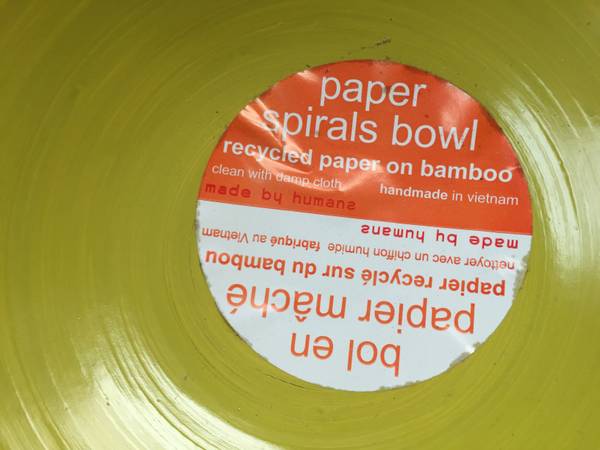 paper
spirals bowl
recycled paper on bamboo
clean with damp cloth handmade in vietnam
made by humans
bol en
papier mâché
papier recyclé sur du bambou
nettoyer avec un chiffon humide fabriqué au Vietnam
made by humans